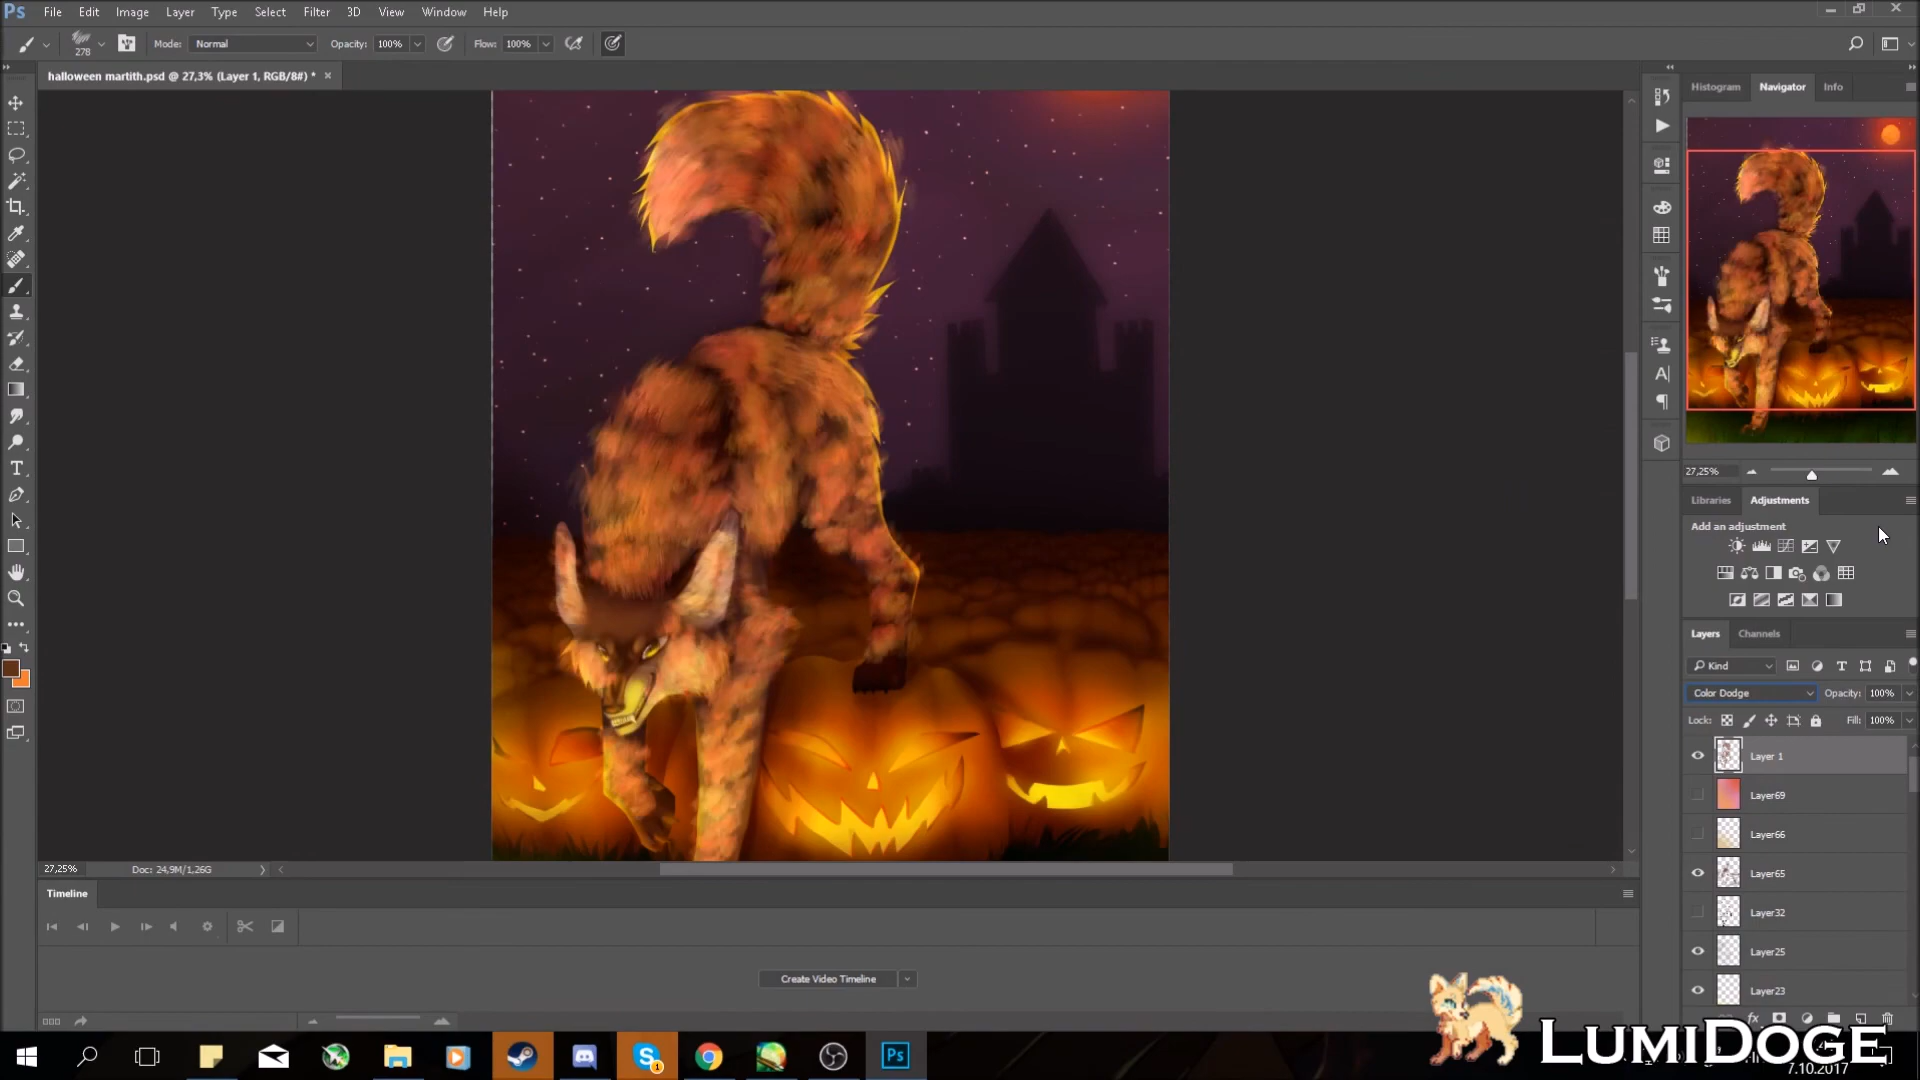 Ps File Edit Image Layer Type Select Filter 3D View Window Help
278 Mode: Normal Opacity: 100% Flow: 100%
halloween martith.psd @ 27,3% (Layer 1, RGB/8#) *
Histogram Navigator Info
27,25%
Libraries Adjustments
Add an adjustment
Layers Channels
Kind
Color Dodge Opacity: 100%
Lock: Fill: 100%
Layer 1
Layer69
Layer66
Layer65
Layer32
Layer25
Layer23
27,25% Doc: 24,9M/1,26G
Timeline
Create Video Timeline
LumiDoge
7.10.2017